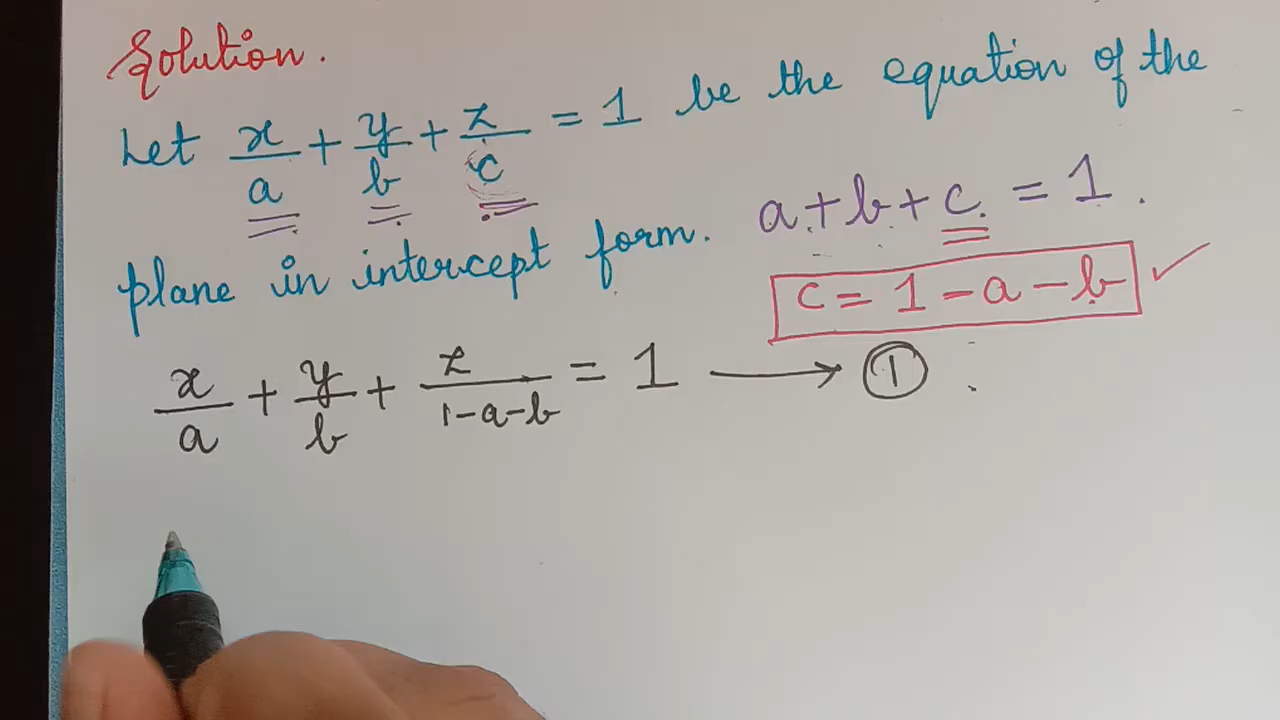 Solution.
Let x/a + y/b + z/c = 1 be the equation of the
plane in intercept form. a+b+c = 1.
c = 1-a-b ✓
x/a + y/b + z/(1-a-b) = 1 ⟶ ①